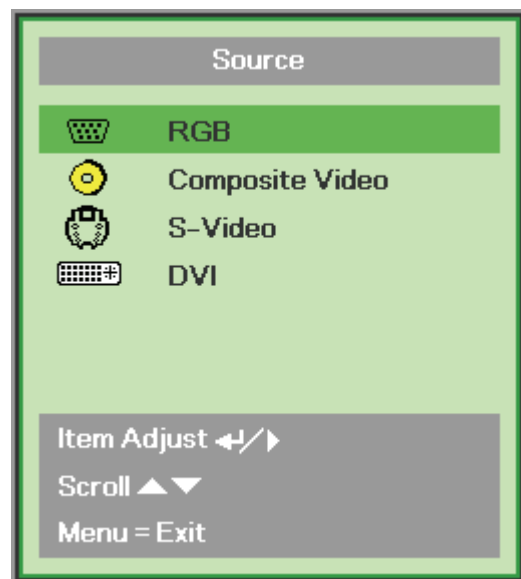 Source
RGB
Composite Video
S-Video
DVI
Item Adjust ↵/▶
Scroll ▲▼
Menu = Exit